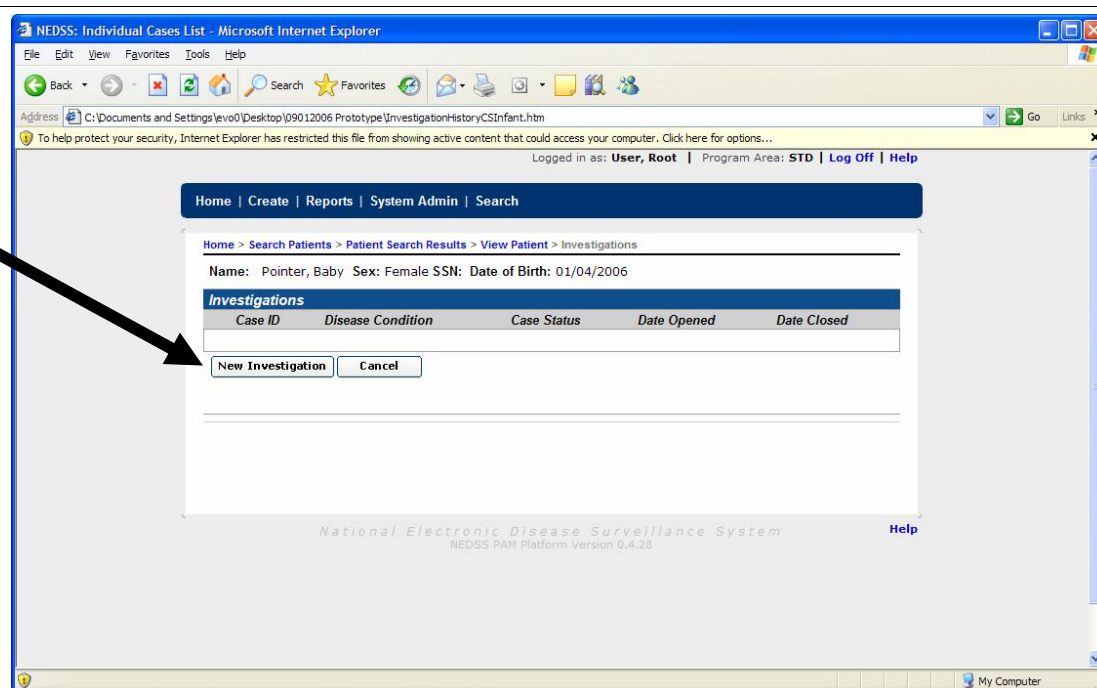 NEDSS: Individual Cases List - Microsoft Internet Explorer
File Edit View Favorites Tools Help
Back Search Favorites
Address C:\Documents and Settings\evo0\Desktop\09012006 Prototype\InvestigationHistoryCSInfant.htm Go Links
To help protect your security, Internet Explorer has restricted this file from showing active content that could access your computer. Click here for options...
Logged in as: User, Root | Program Area: STD | Log Off | Help
Home | Create | Reports | System Admin | Search
Home > Search Patients > Patient Search Results > View Patient > Investigations
Name: Pointer, Baby Sex: Female SSN: Date of Birth: 01/04/2006
Investigations
Case ID Disease Condition Case Status Date Opened Date Closed
New Investigation Cancel
National Electronic Disease Surveillance System Help
NEDSS PAM Platform Version 0.4.28
My Computer